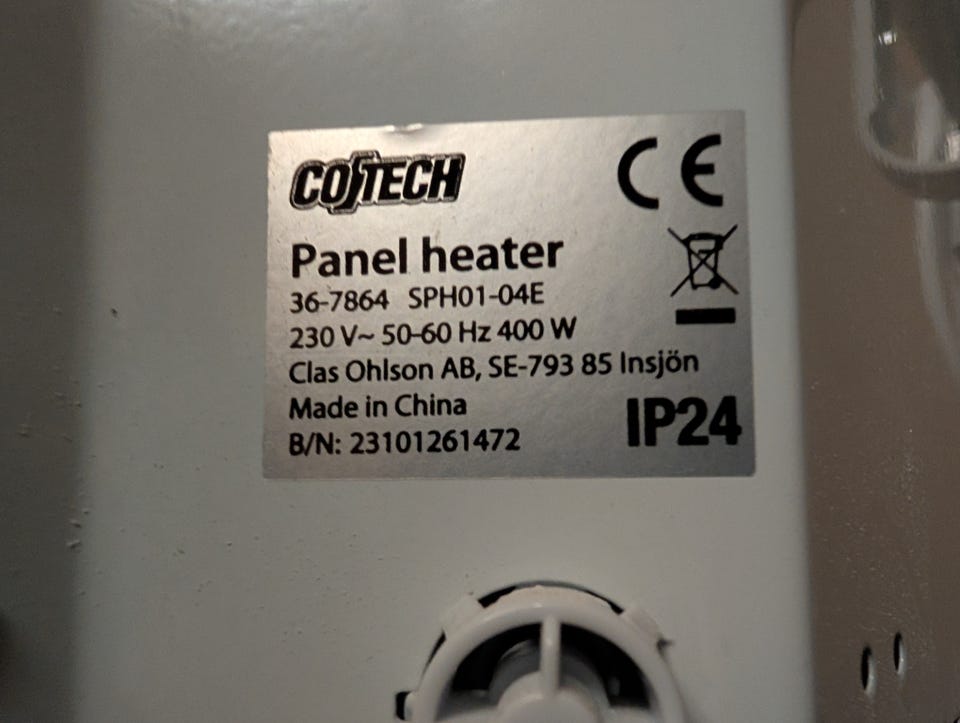 COTECH
CE
Panel heater
36-7864 SPH01-04E
230 V~ 50-60 Hz 400 W
Clas Ohlson AB, SE-793 85 Insjön
Made in China
B/N: 23101261472
IP24